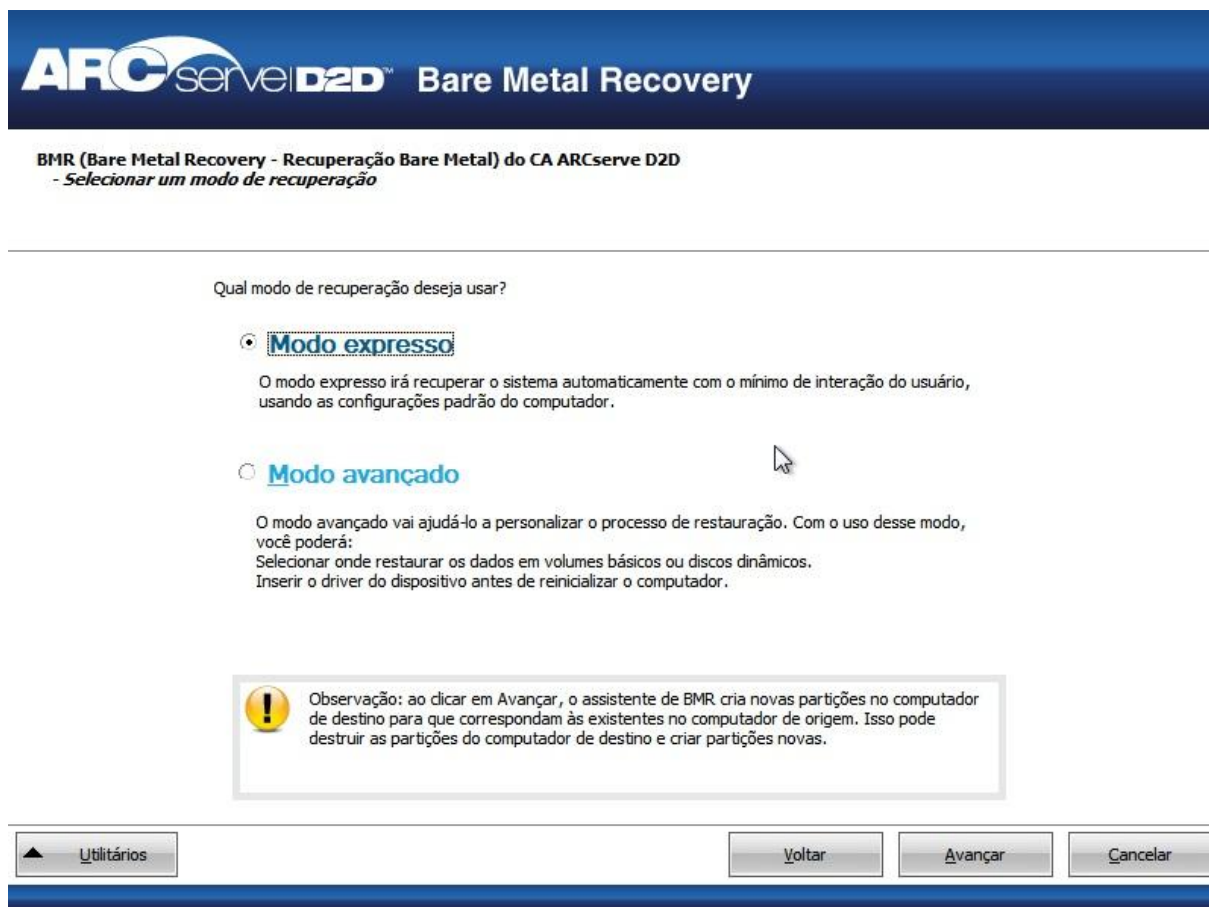 ARCserve D2D™ Bare Metal Recovery
BMR (Bare Metal Recovery - Recuperação Bare Metal) do CA ARCserve D2D
- Selecionar um modo de recuperação
Qual modo de recuperação deseja usar?
Modo expresso
O modo expresso irá recuperar o sistema automaticamente com o mínimo de interação do usuário,
usando as configurações padrão do computador.
Modo avançado
O modo avançado vai ajudá-lo a personalizar o processo de restauração. Com o uso desse modo,
você poderá:
Selecionar onde restaurar os dados em volumes básicos ou discos dinâmicos.
Inserir o driver do dispositivo antes de reinicializar o computador.
Observação: ao clicar em Avançar, o assistente de BMR cria novas partições no computador
de destino para que correspondam às existentes no computador de origem. Isso pode
destruir as partições do computador de destino e criar partições novas.
Utilitários Voltar Avançar Cancelar